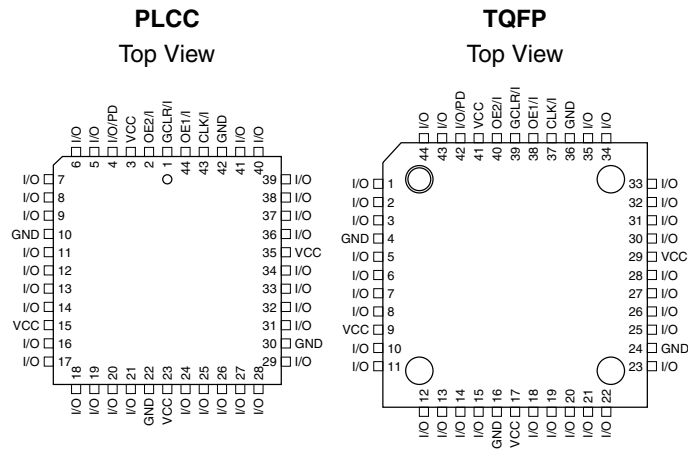 PLCC
Top View
I/O
I/O
I/O/PD
VCC
OE2/I
GCLR/I
OE1/I
CLK/I
GND
I/O
I/O
6
5
4
3
2
1
44
43
42
41
40
I/O 7
I/O 8
I/O 9
GND 10
I/O 11
I/O 12
I/O 13
I/O 14
VCC 15
I/O 16
I/O 17
39 I/O
38 I/O
37 I/O
36 I/O
35 VCC
34 I/O
33 I/O
32 I/O
31 I/O
30 GND
29 I/O
18
19
20
21
22
23
24
25
26
27
28
I/O
I/O
I/O
I/O
GND
VCC
I/O
I/O
I/O
I/O
I/O
TQFP
Top View
I/O
I/O
I/O/PD
VCC
OE2/I
GCLR/I
OE1/I
CLK/I
GND
I/O
I/O
44
43
42
41
40
39
38
37
36
35
34
I/O 1
I/O 2
I/O 3
GND 4
I/O 5
I/O 6
I/O 7
I/O 8
VCC 9
I/O 10
I/O 11
33 I/O
32 I/O
31 I/O
30 I/O
29 VCC
28 I/O
27 I/O
26 I/O
25 I/O
24 GND
23 I/O
12
13
14
15
16
17
18
19
20
21
22
I/O
I/O
I/O
I/O
GND
VCC
I/O
I/O
I/O
I/O
I/O